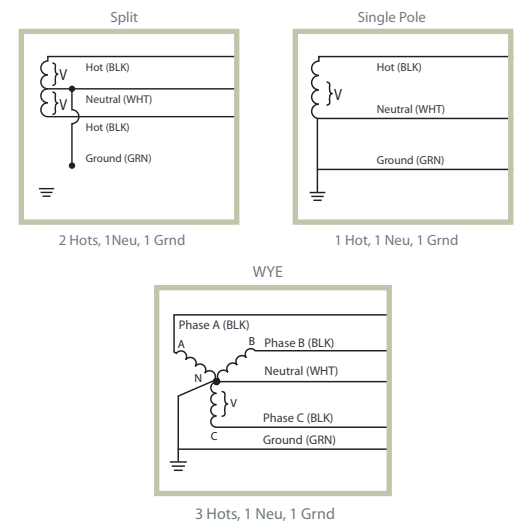 Split
Hot (BLK)
V
Neutral (WHT)
V
Hot (BLK)
Ground (GRN)
2 Hots, 1Neu, 1 Grnd
Single Pole
Hot (BLK)
V
Neutral (WHT)
Ground (GRN)
1 Hot, 1 Neu, 1 Grnd
WYE
Phase A (BLK)
A
B
Phase B (BLK)
Neutral (WHT)
N
V
Phase C (BLK)
C
Ground (GRN)
3 Hots, 1 Neu, 1 Grnd